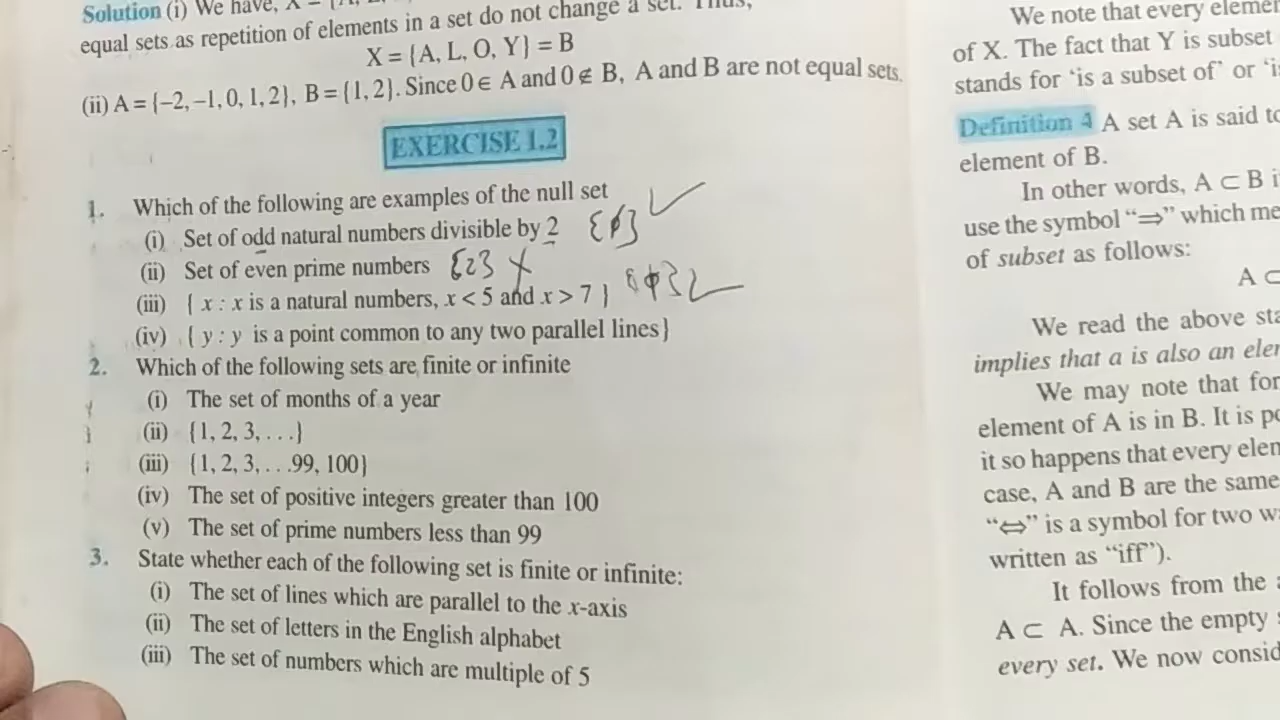 Solution (i) We have, X =
equal sets as repetition of elements in a set do not change a set. Thus,
X = {A, L, O, Y} = B
(ii) A = {–2, –1, 0, 1, 2}, B = {1, 2}. Since 0 ∈ A and 0 ∉ B, A and B are not equal sets.
EXERCISE 1.2
1. Which of the following are examples of the null set
(i) Set of odd natural numbers divisible by 2 {ϕ} ✓
(ii) Set of even prime numbers {2} ✗
(iii) { x : x is a natural numbers, x < 5 and x > 7 } {ϕ} ✓
(iv) { y : y is a point common to any two parallel lines}
2. Which of the following sets are finite or infinite
(i) The set of months of a year
(ii) {1, 2, 3, . . .}
(iii) {1, 2, 3, . . .99, 100}
(iv) The set of positive integers greater than 100
(v) The set of prime numbers less than 99
3. State whether each of the following set is finite or infinite:
(i) The set of lines which are parallel to the x-axis
(ii) The set of letters in the English alphabet
(iii) The set of numbers which are multiple of 5
We note that every
of X. The fact that Y is subset
stands for ‘is a subset of’ or
Definition 4 A set A is said to
element of B.
In other words, A ⊂ B
use the symbol “⇒” which
of subset as follows:
A ⊂
We read the above
implies that a is also an
We may note that for
element of A is in B. It is
it so happens that every
case, A and B are the same
“⇔” is a symbol for two
written as “iff”).
It follows from the
A ⊂ A. Since the empty
every set. We now